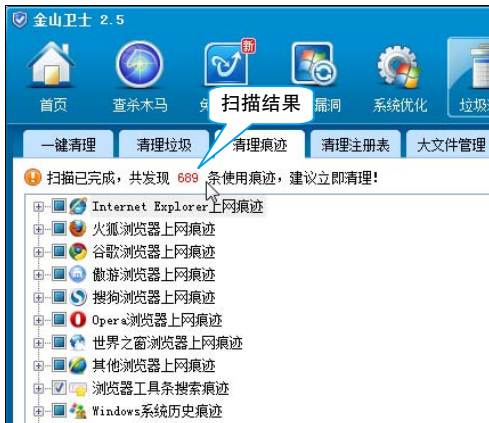 金山卫士 2.5
新
首页 查杀木马 漏洞 系统优化 垃圾
扫描结果
一键清理 清理垃圾 清理痕迹 清理注册表 大文件管理
扫描已完成，共发现 689 条使用痕迹，建议立即清理!
Internet Explorer上网痕迹
火狐浏览器上网痕迹
谷歌浏览器上网痕迹
傲游浏览器上网痕迹
搜狗浏览器上网痕迹
Opera浏览器上网痕迹
世界之窗浏览器上网痕迹
其他浏览器上网痕迹
浏览器工具条搜索痕迹
Windows系统历史痕迹